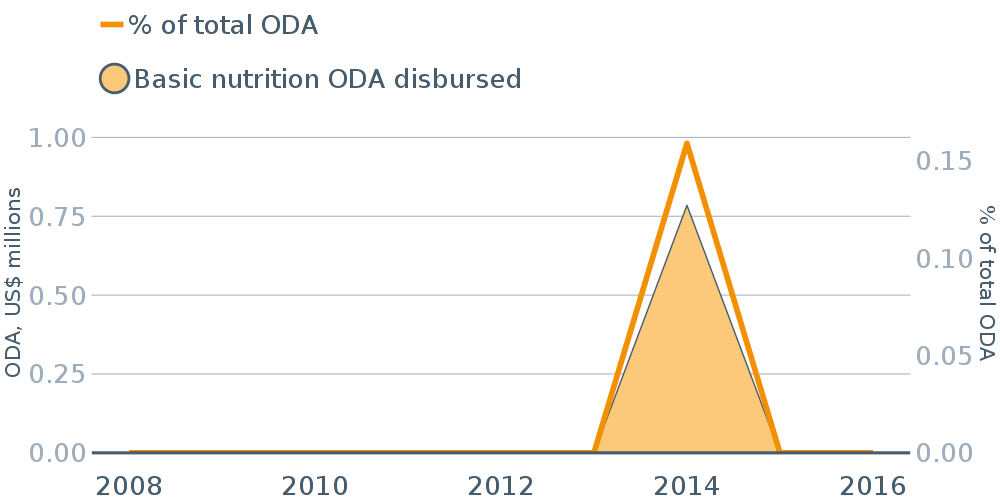 % of total ODA
Basic nutrition ODA disbursed
ODA, US$ millions
1.00
0.75
0.50
0.25
0.00
0.15
0.10
0.05
0.00
% of total ODA
2008 2010 2012 2014 2016